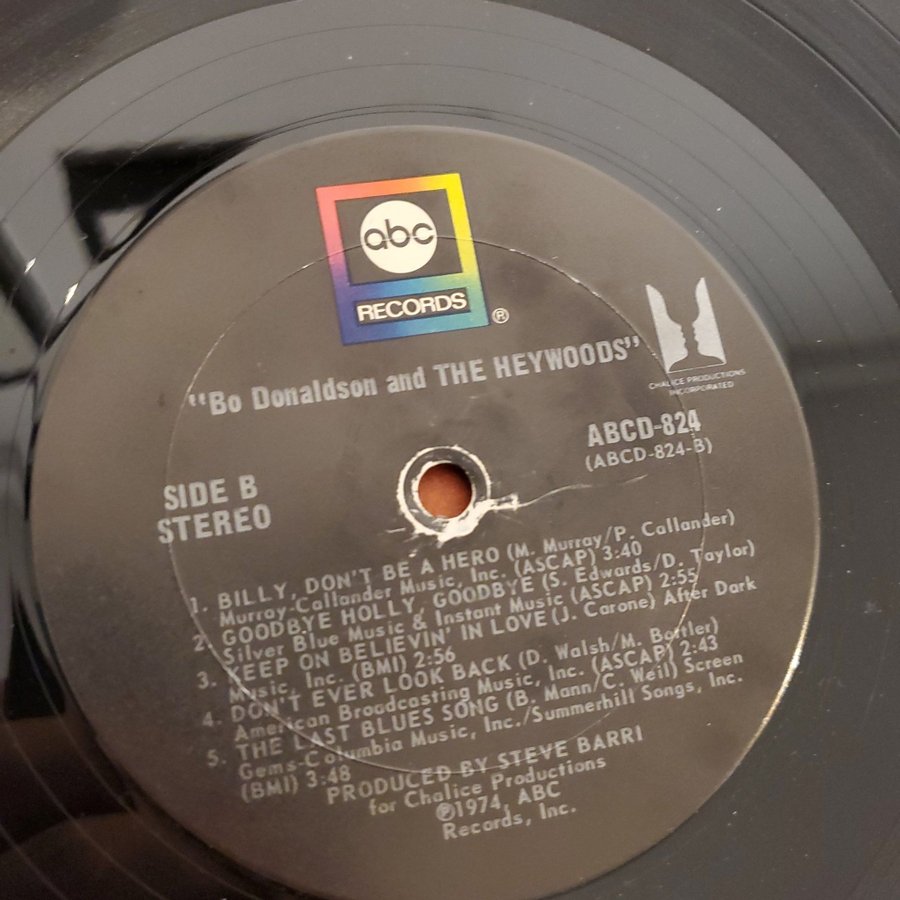 abc
RECORDS®
CHALICE PRODUCTIONS
INCORPORATED
"Bo Donaldson and THE HEYWOODS"
ABCD-824
(ABCD-824-B)
SIDE B
STEREO
1. BILLY, DON'T BE A HERO (M. Murray/P. Callander)
Murray-Callander Music, Inc. (ASCAP) 3:40
2. GOODBYE HOLLY, GOODBYE (S. Edwards/D. Taylor)
Silver Blue Music & Instant Music (ASCAP) 2:55
3. KEEP ON BELIEVIN' IN LOVE (J. Carone) After Dark
Music, Inc. (BMI) 2:56
4. DON'T EVER LOOK BACK (D. Walsh/M. Bottler)
American Broadcasting Music, Inc. (ASCAP) 2:43
5. THE LAST BLUES SONG (B. Mann/C. Weil) Screen
Gems-Columbia Music, Inc./Summerhill Songs, Inc.
(BMI) 3:48
PRODUCED BY STEVE BARRI
for Chalice Productions
℗1974, ABC
Records, Inc.